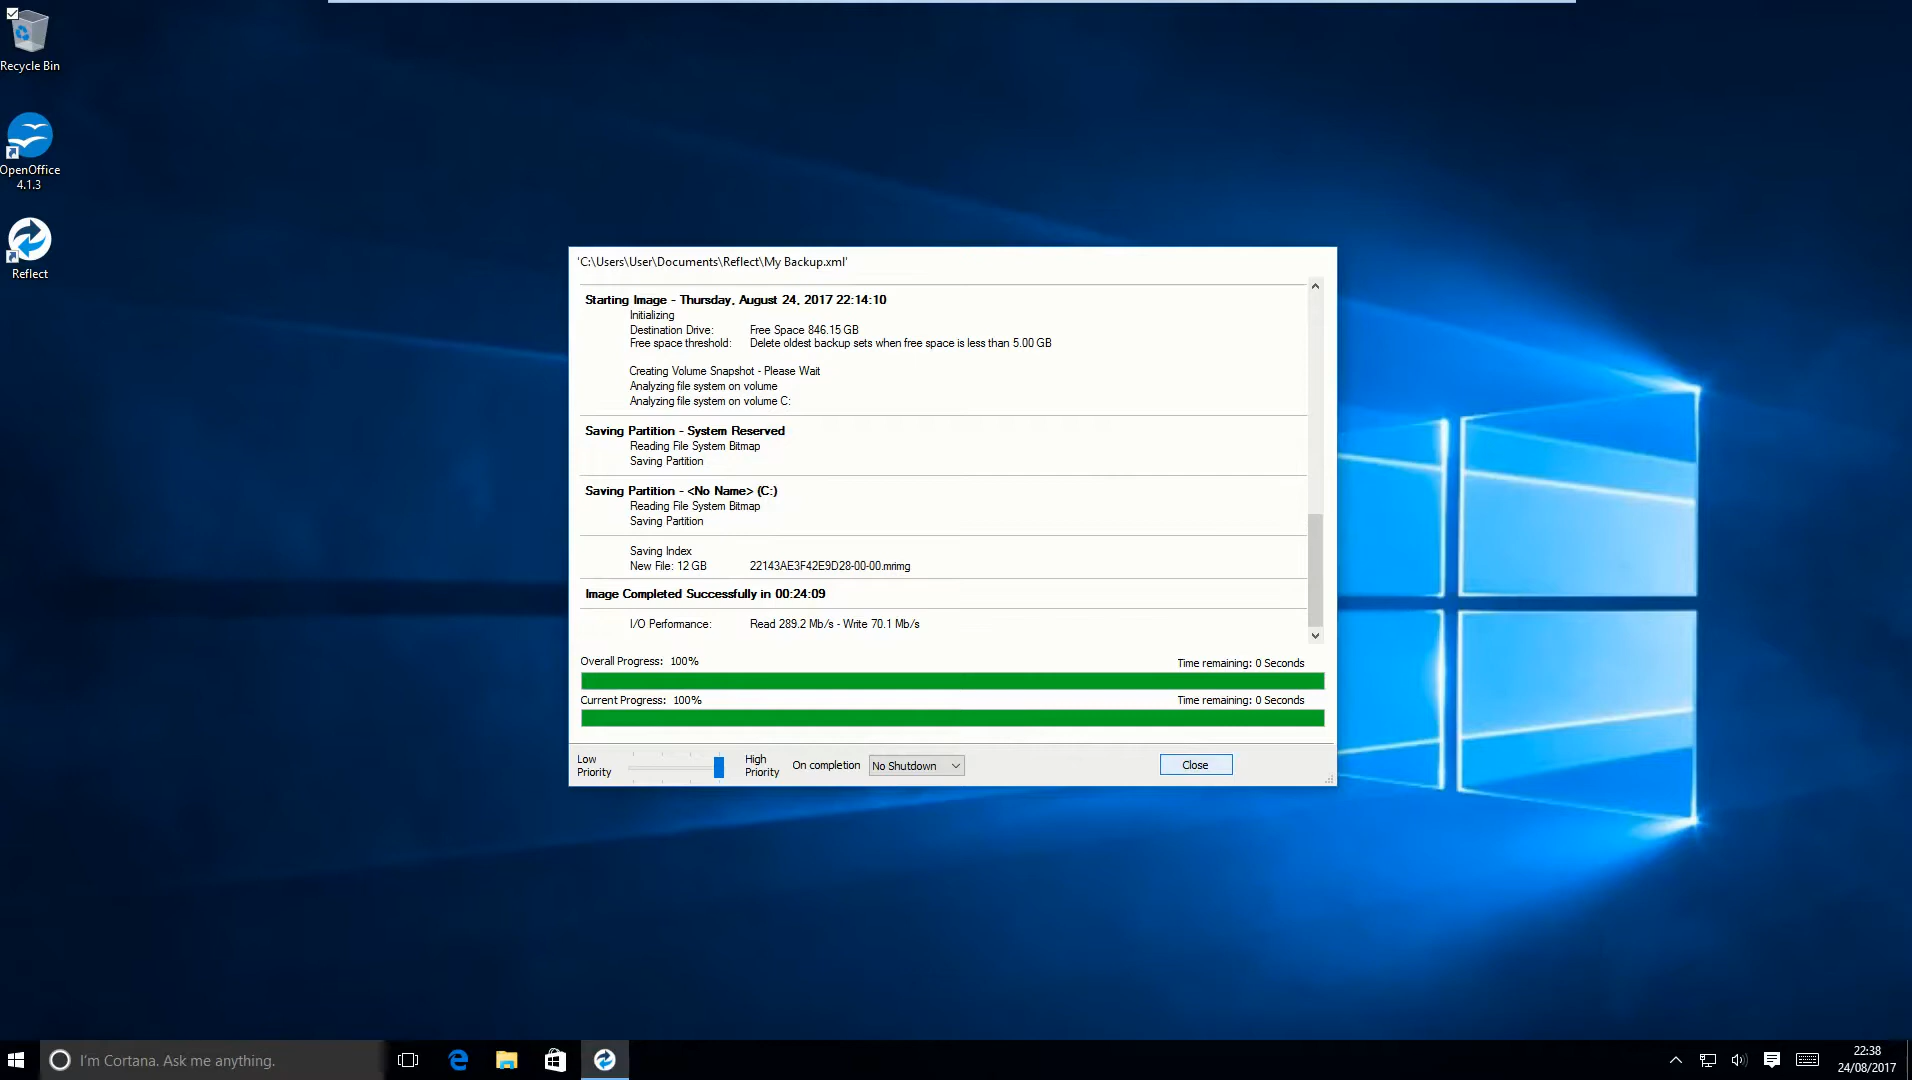 Recycle Bin
OpenOffice
4.1.3
Reflect
'C:\Users\User\Documents\Reflect\My Backup.xml'
Starting Image - Thursday, August 24, 2017 22:14:10
Initializing
Destination Drive: Free Space 846.15 GB
Free space threshold: Delete oldest backup sets when free space is less than 5.00 GB
Creating Volume Snapshot - Please Wait
Analyzing file system on volume
Analyzing file system on volume C:
Saving Partition - System Reserved
Reading File System Bitmap
Saving Partition
Saving Partition - <No Name> (C:)
Reading File System Bitmap
Saving Partition
Saving Index
New File: 12 GB 22143AE3F42E9D28-00-00.mrimg
Image Completed Successfully in 00:24:09
I/O Performance: Read 289.2 Mb/s - Write 70.1 Mb/s
Overall Progress: 100% Time remaining: 0 Seconds
Current Progress: 100% Time remaining: 0 Seconds
Low
Priority
High
Priority
On completion No Shutdown Close
I'm Cortana. Ask me anything.
22:38
24/08/2017